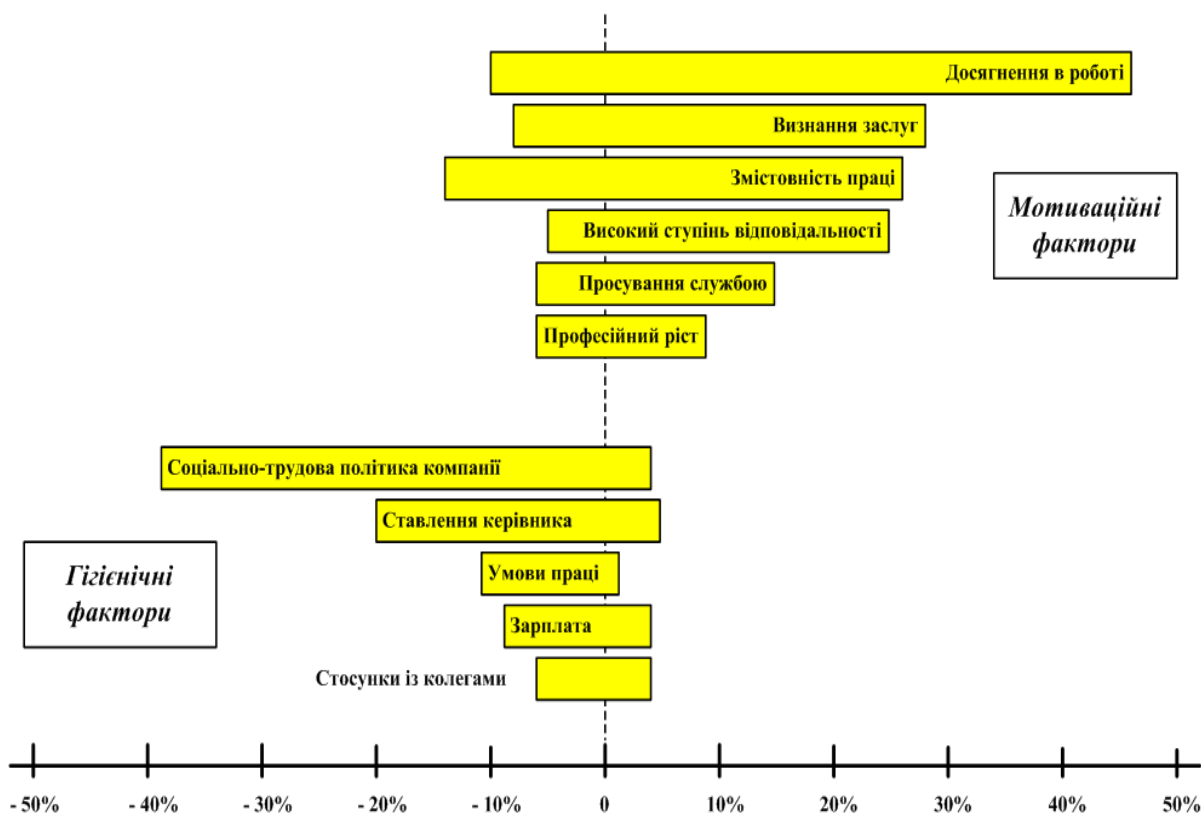 Досягнення в роботі
Визнання заслуг
Змістовність праці
Високий ступінь відповідальності
Просування службою
Професійний ріст
Мотиваційні
фактори
Соціально-трудова політика компанії
Ставлення керівника
Умови праці
Зарплата
Стосунки із колегами
Гігієнічні
фактори
- 50% - 40% - 30% - 20% - 10% 0 10% 20% 30% 40% 50%